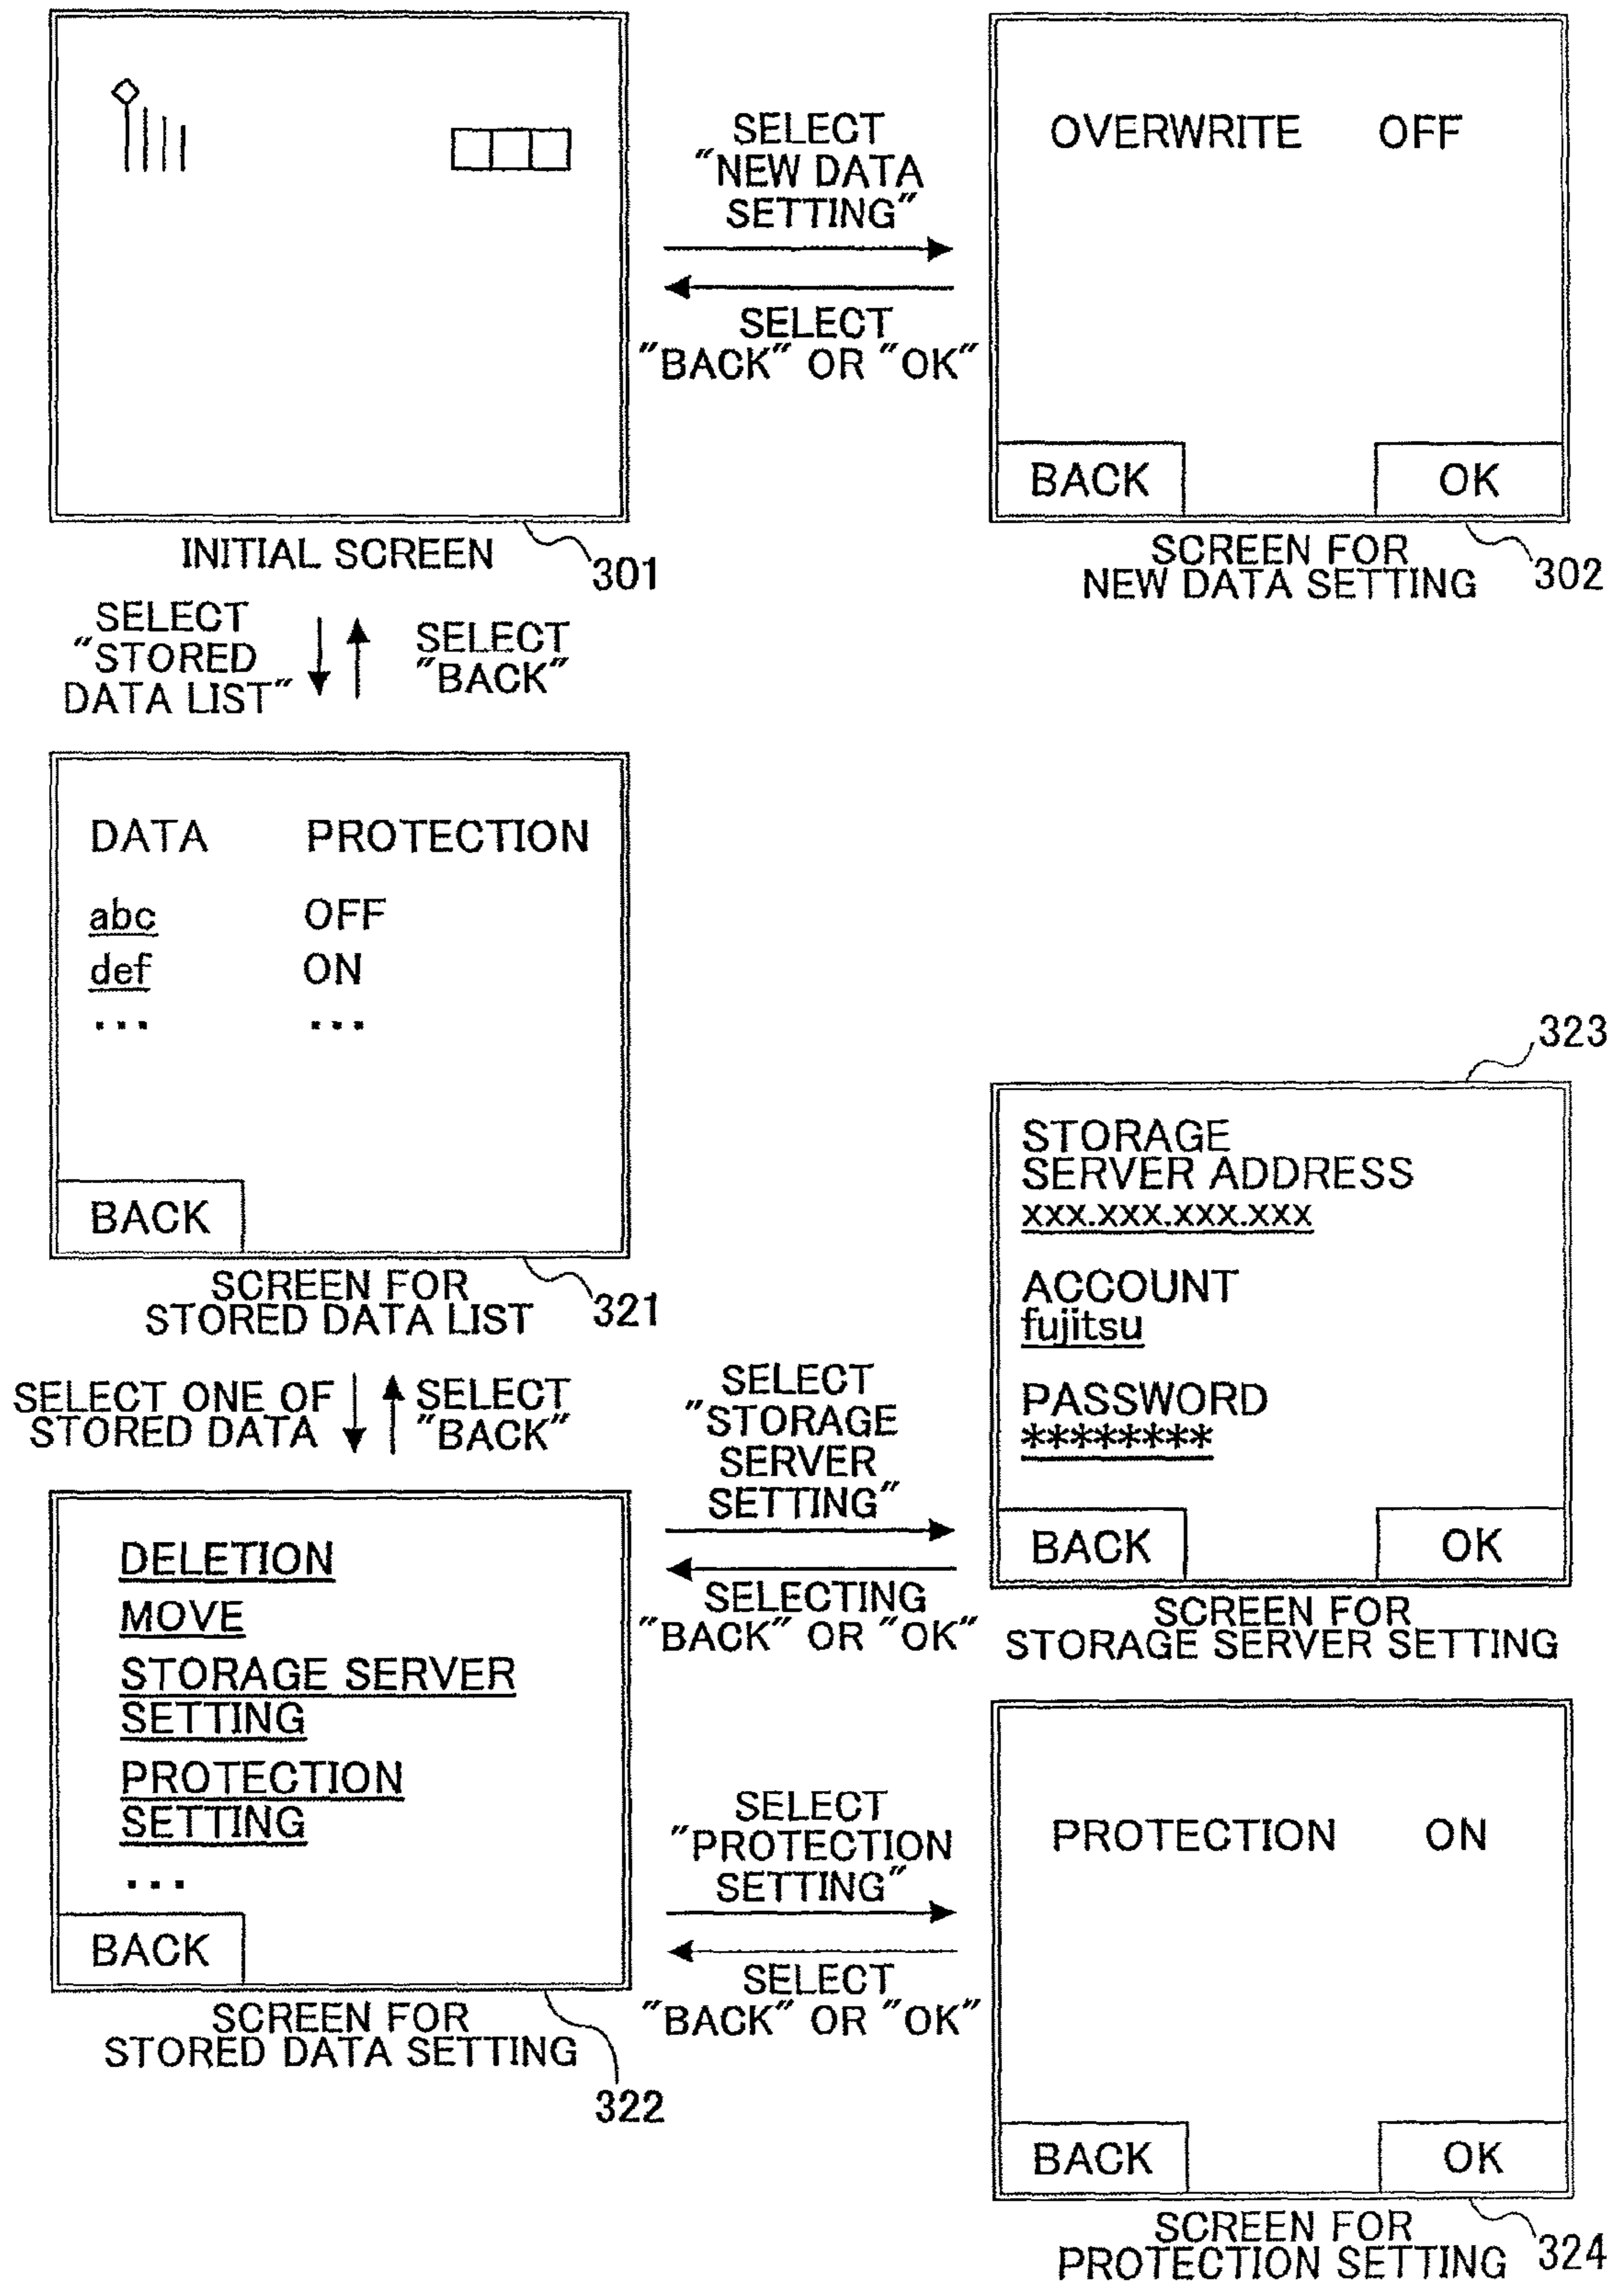 SELECT
"NEW DATA
SETTING"
SELECT
"BACK" OR "OK"
OVERWRITE OFF
BACK OK
INITIAL SCREEN
301
SCREEN FOR
NEW DATA SETTING
302
SELECT
"STORED
DATA LIST"
SELECT
"BACK"
DATA PROTECTION
abc OFF
def ON
... ...
BACK
SCREEN FOR
STORED DATA LIST
321
SELECT ONE OF
STORED DATA
SELECT
"BACK"
323
STORAGE
SERVER ADDRESS
xxx.xxx.xxx.xxx
ACCOUNT
fujitsu
PASSWORD
********
BACK OK
SCREEN FOR
STORAGE SERVER SETTING
SELECT
"STORAGE
SERVER
SETTING"
SELECTING
"BACK" OR "OK"
DELETION
MOVE
STORAGE SERVER
SETTING
PROTECTION
SETTING
...
BACK
SCREEN FOR
STORED DATA SETTING
322
SELECT
"PROTECTION
SETTING"
SELECT
"BACK" OR "OK"
PROTECTION ON
BACK OK
SCREEN FOR
PROTECTION SETTING
324